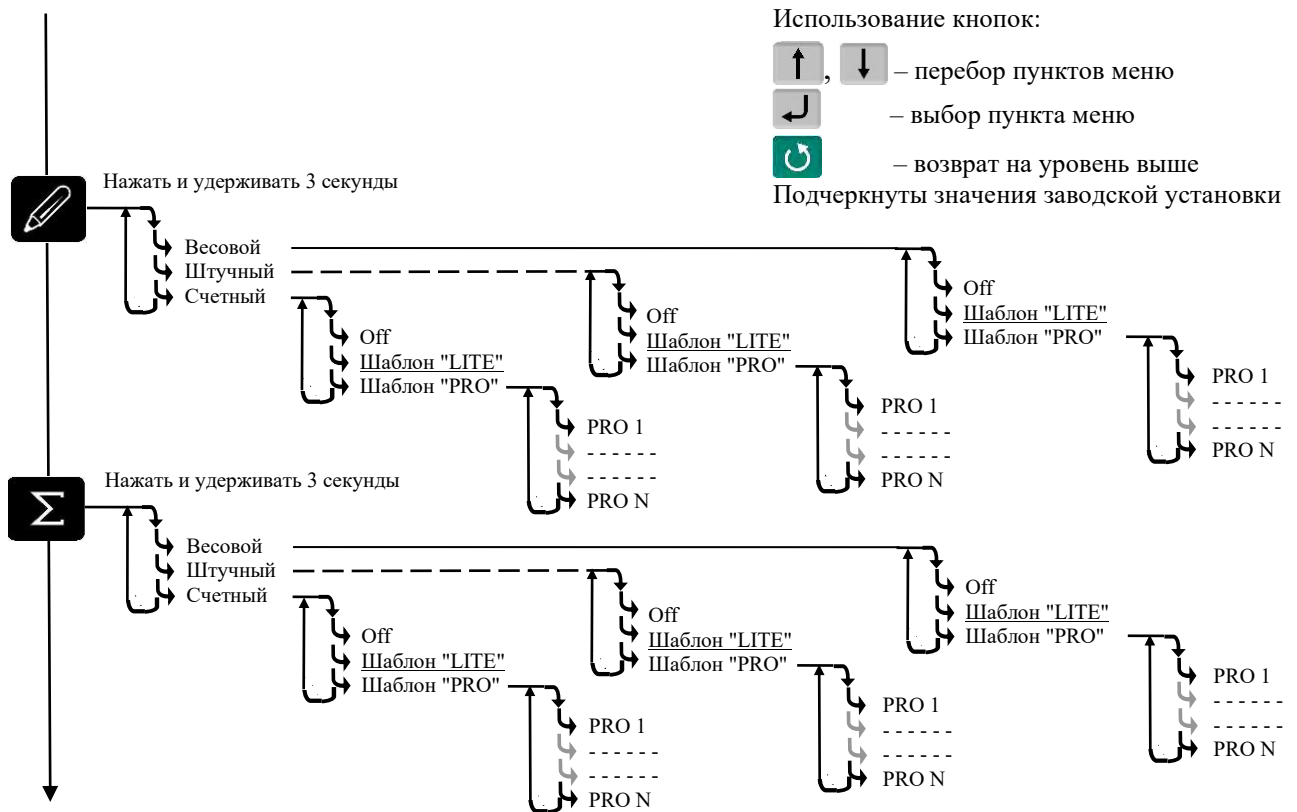 Использование кнопок:
, – перебор пунктов меню
– выбор пункта меню
– возврат на уровень выше
Подчеркнуты значения заводской установки
Нажать и удерживать 3 секунды
Весовой
Штучный
Счетный
Off
Шаблон "LITE"
Шаблон "PRO"
PRO 1
- - - - - -
- - - - - -
PRO N
Off
Шаблон "LITE"
Шаблон "PRO"
PRO 1
- - - - - -
- - - - - -
PRO N
Off
Шаблон "LITE"
Шаблон "PRO"
PRO 1
- - - - - -
- - - - - -
PRO N
Нажать и удерживать 3 секунды
Σ
Весовой
Штучный
Счетный
Off
Шаблон "LITE"
Шаблон "PRO"
PRO 1
- - - - - -
- - - - - -
PRO N
Off
Шаблон "LITE"
Шаблон "PRO"
PRO 1
- - - - - -
- - - - - -
PRO N
Off
Шаблон "LITE"
Шаблон "PRO"
PRO 1
- - - - - -
- - - - - -
PRO N